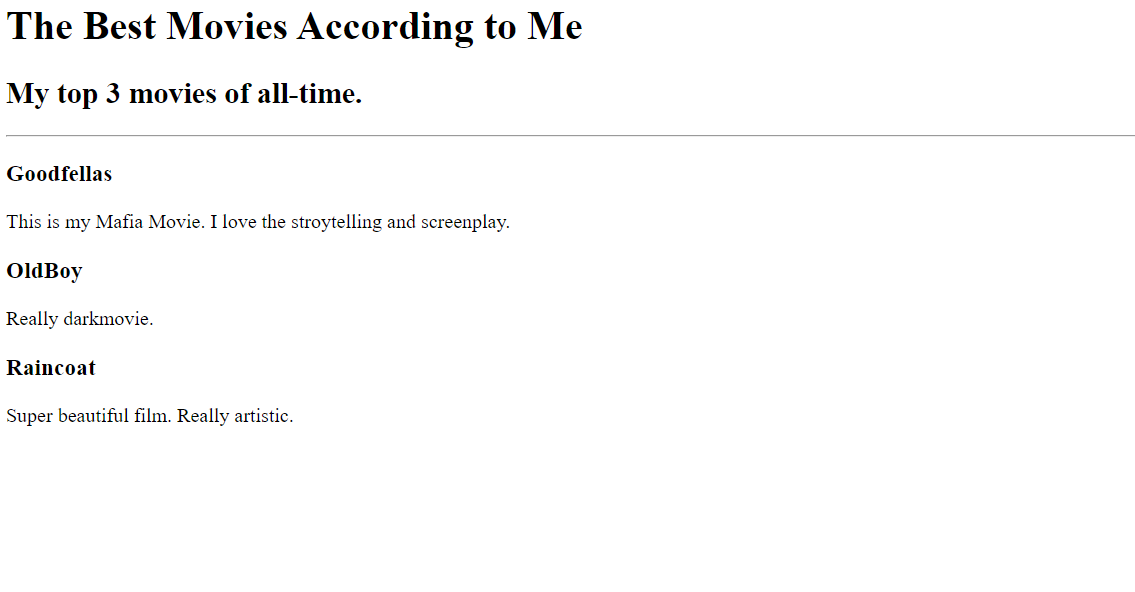 The Best Movies According to Me
My top 3 movies of all-time.
Goodfellas
This is my Mafia Movie. I love the stroytelling and screenplay.
OldBoy
Really darkmovie.
Raincoat
Super beautiful film. Really artistic.